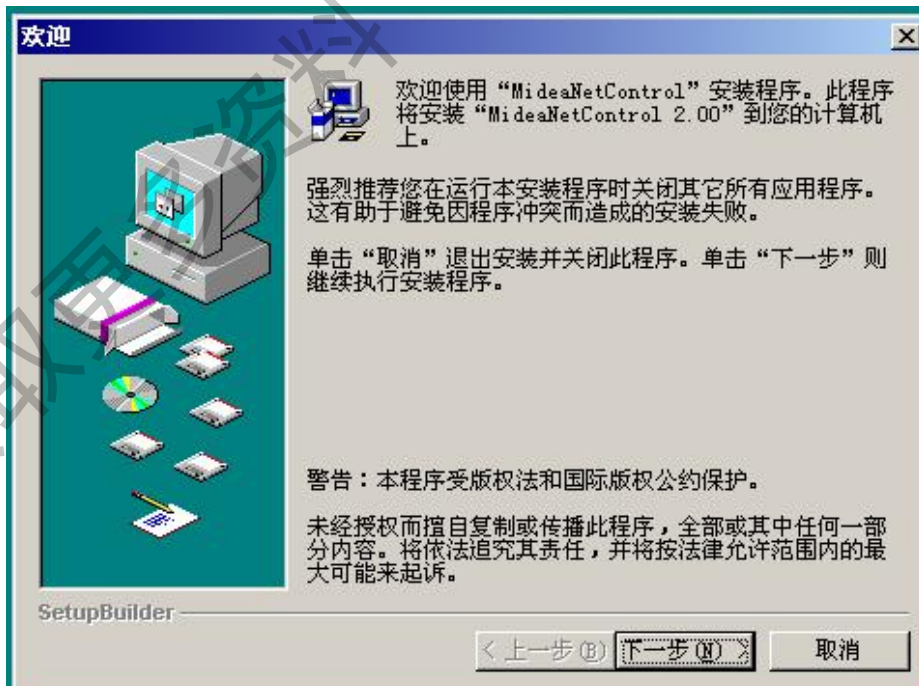 欢迎
欢迎使用“MideaNetControl”安装程序。此程序
将安装“MideaNetControl 2.00”到您的计算机
上。
强烈推荐您在运行本安装程序时关闭其它所有应用程序。
这有助于避免因程序冲突而造成的安装失败。
单击“取消”退出安装并关闭此程序。单击“下一步”则
继续执行安装程序。
警告：本程序受版权法和国际版权公约保护。
未经授权而擅自复制或传播此程序，全部或其中任何一部
分内容。将依法追究其责任，并将按法律允许范围内的最
大可能来起诉。
SetupBuilder
< 上一步(B) 下一步(N) > 取消
取更多资料